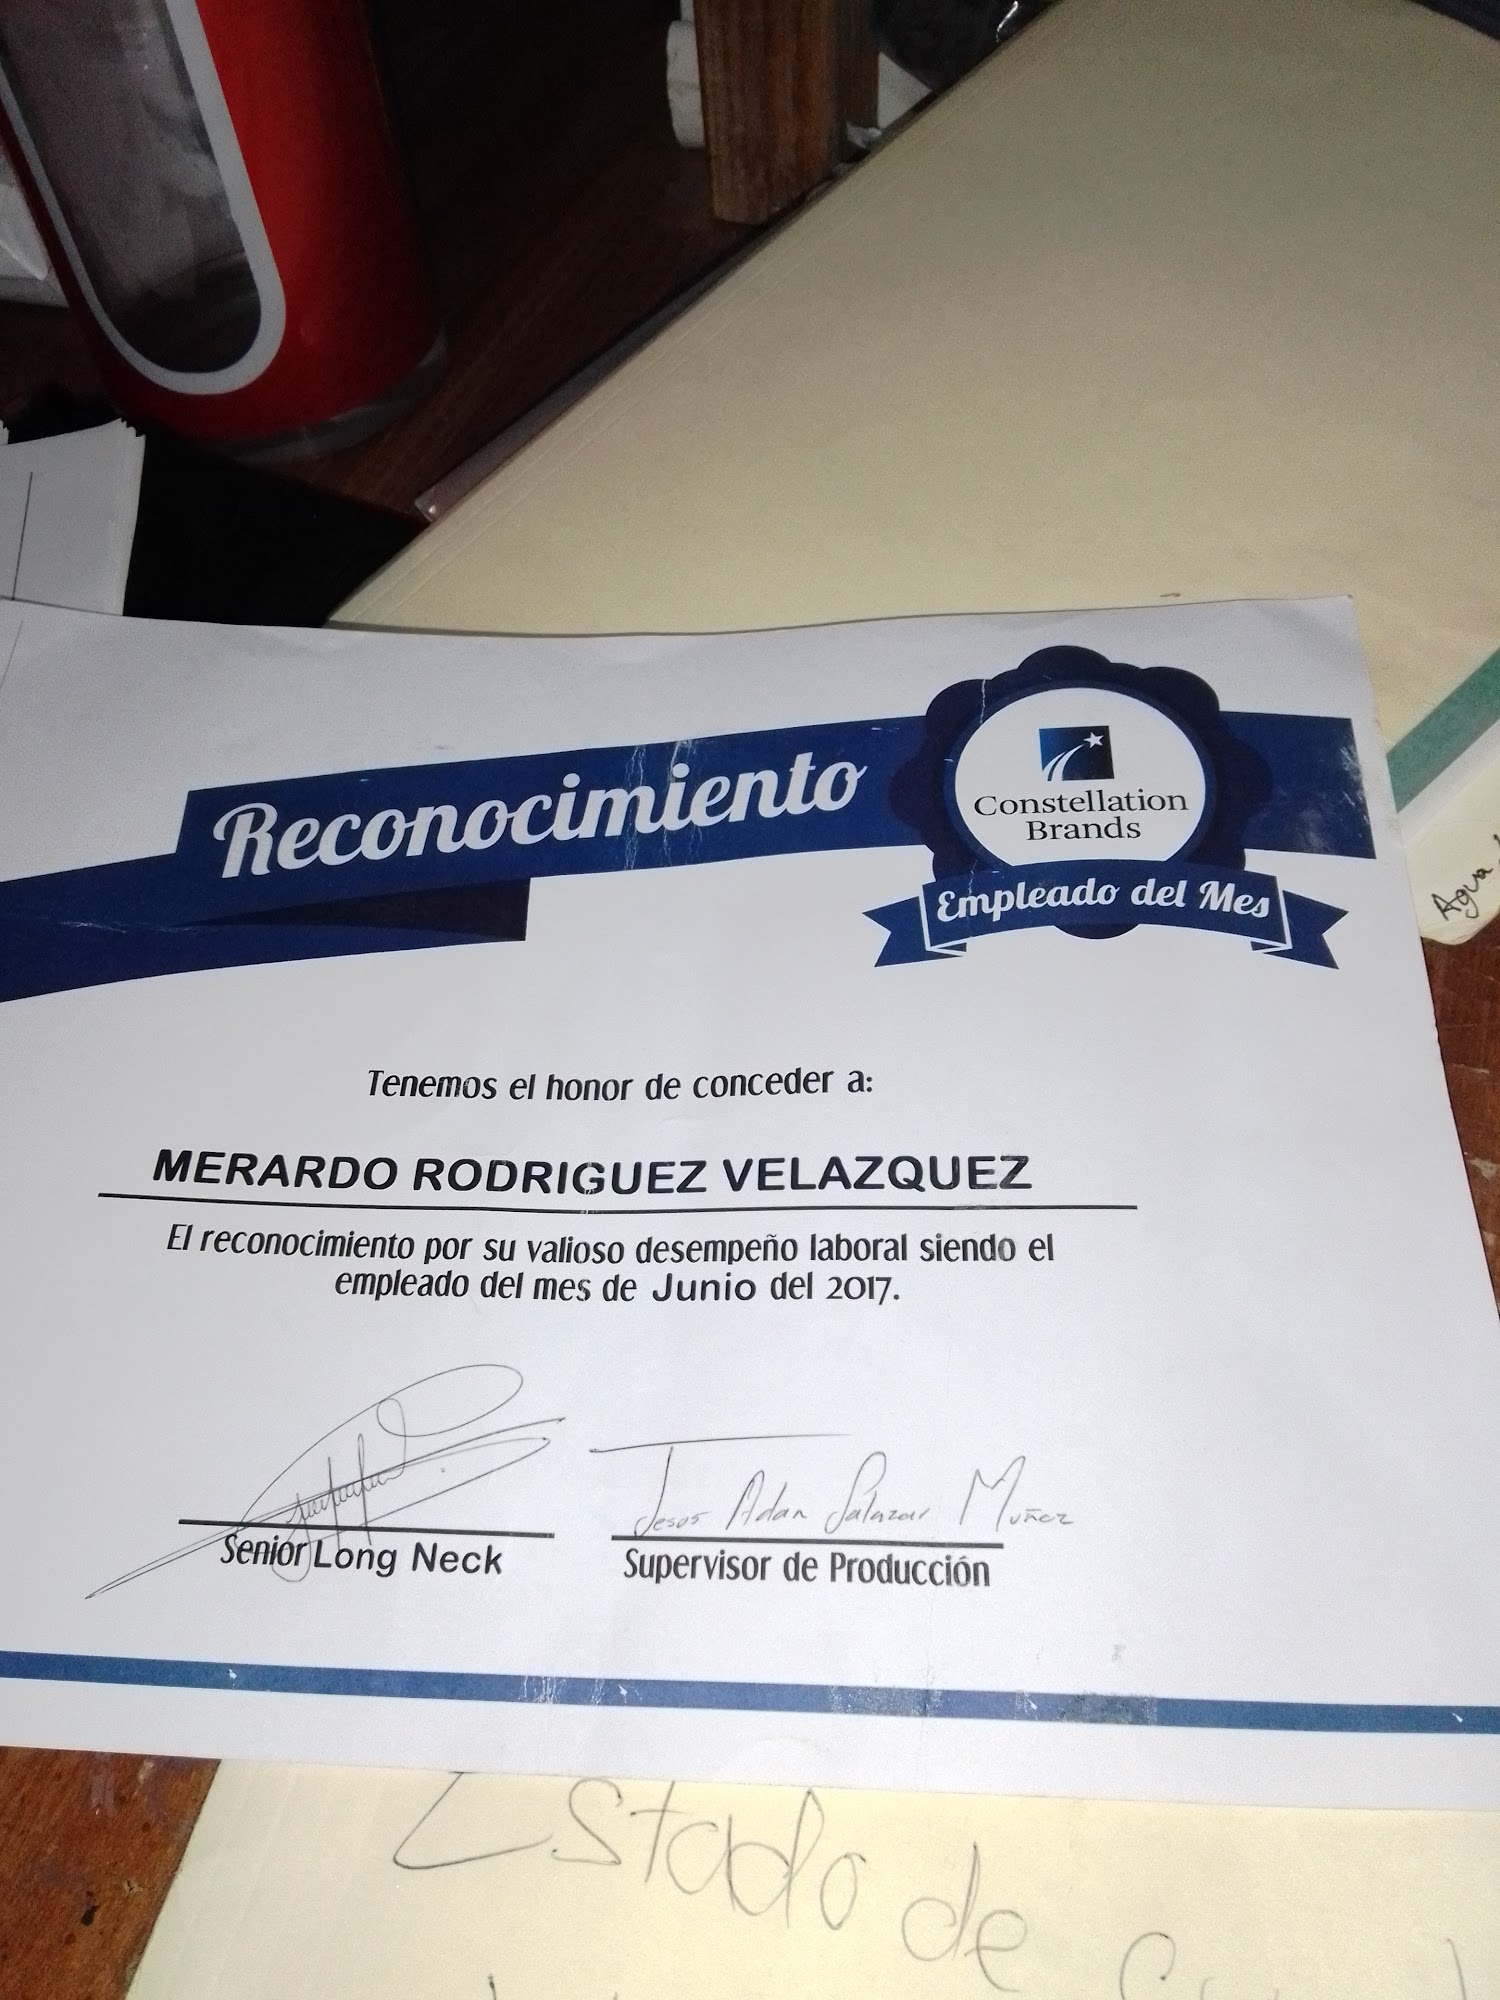 Reconocimiento
Constellation
Brands
Empleado del Mes
Agua
Tenemos el honor de conceder a:
MERARDO RODRIGUEZ VELAZQUEZ
El reconocimiento por su valioso desempeño laboral siendo el
empleado del mes de Junio del 2017.
Jesus Adan Salazar Muñoz
Senior Long Neck
Supervisor de Producción
Estado de